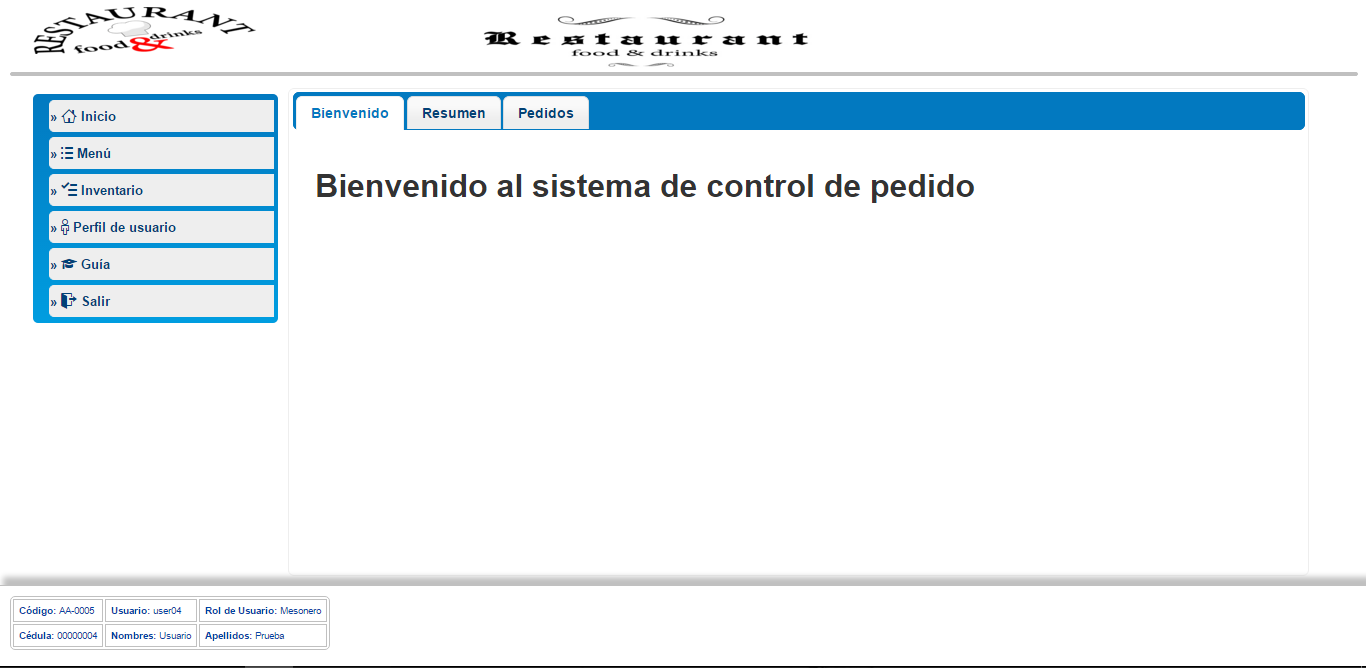 RESTAURANT
food & drinks
Restaurant
food & drinks
» Inicio
» Menú
» Inventario
» Perfil de usuario
» Guía
» Salir
Bienvenido Resumen Pedidos
Bienvenido al sistema de control de pedido
Código: AA-0005 Usuario: user04 Rol de Usuario: Mesonero
Cédula: 00000004 Nombres: Usuario Apellidos: Prueba